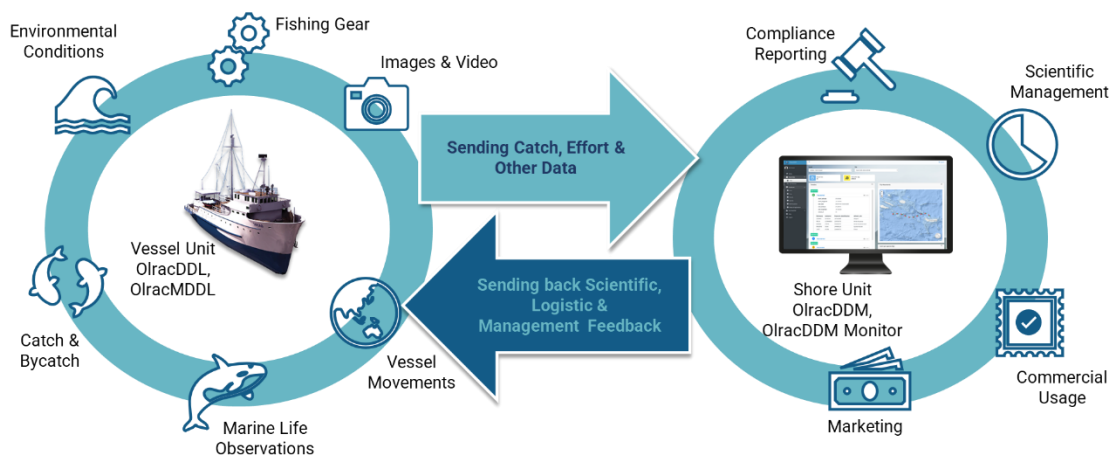 Environmental
Conditions
Fishing Gear
Images & Video
Vessel Unit
OlracDDL,
OlracMDDL
Catch &
Bycatch
Marine Life
Observations
Vessel
Movements
Sending Catch, Effort &
Other Data
Sending back Scientific,
Logistic &
Management Feedback
Compliance
Reporting
Scientific
Management
Shore Unit
OlracDDM,
OlracDDM Monitor
Commercial
Usage
Marketing